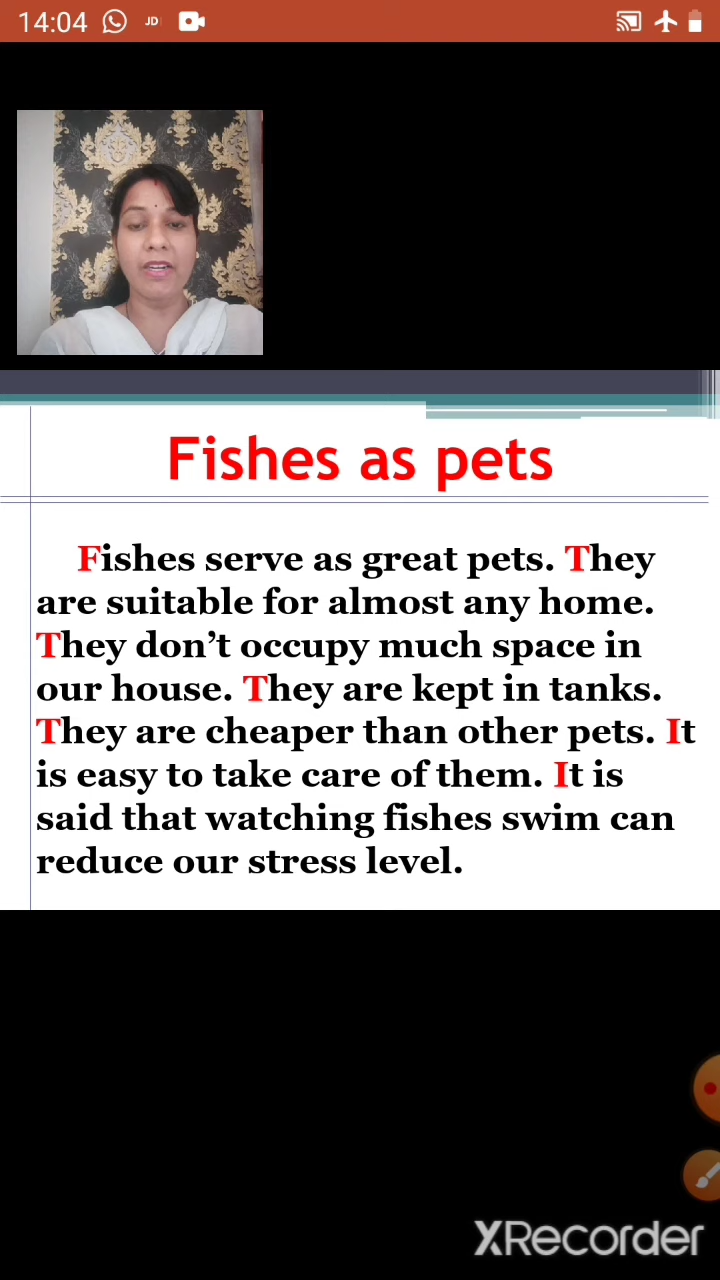 14:04 JD
Fishes as pets
Fishes serve as great pets. They
are suitable for almost any home.
They don’t occupy much space in
our house. They are kept in tanks.
They are cheaper than other pets. It
is easy to take care of them. It is
said that watching fishes swim can
reduce our stress level.
XRecorder